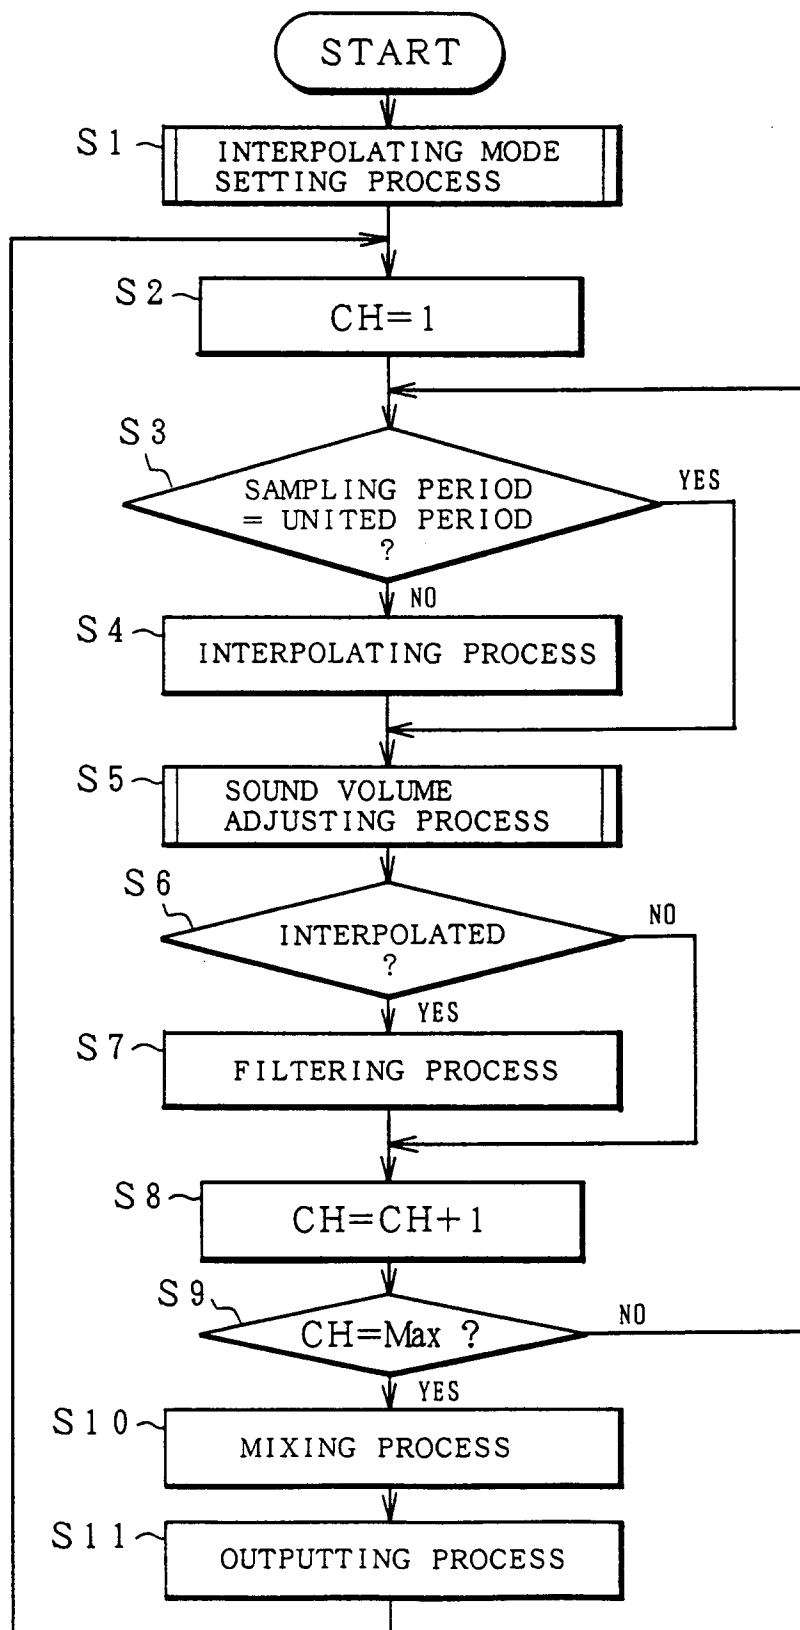 START
S1
INTERPOLATING MODE
SETTING PROCESS
S2
CH=1
S3
SAMPLING PERIOD
= UNITED PERIOD
?
YES
NO
S4
INTERPOLATING PROCESS
S5
SOUND VOLUME
ADJUSTING PROCESS
S6
INTERPOLATED
?
NO
YES
S7
FILTERING PROCESS
S8
CH=CH+1
S9
CH=Max ?
NO
YES
S10
MIXING PROCESS
S11
OUTPUTTING PROCESS